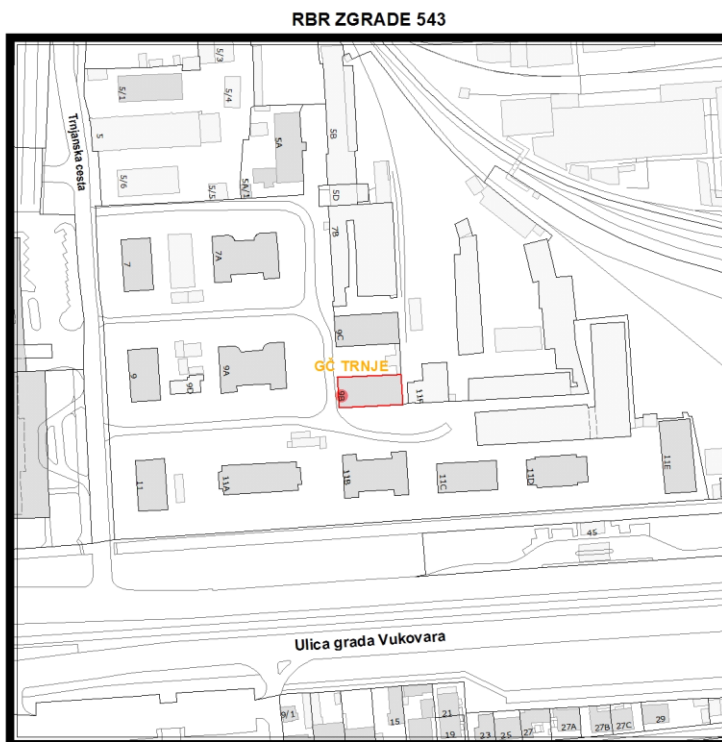 RBR ZGRADE 543
5/3
5/1
5/4
Trnjanska cesta
5
5A
5B
5/6
5/5
5A/1
5D
7B
7
7A
9C
GČ TRNJE
9
9D
9A
9B
11F
11
11A
11B
11C
11D
11E
45
Ulica grada Vukovara
9/1
15
21
19
23
25
27
27A
27B
27C
29